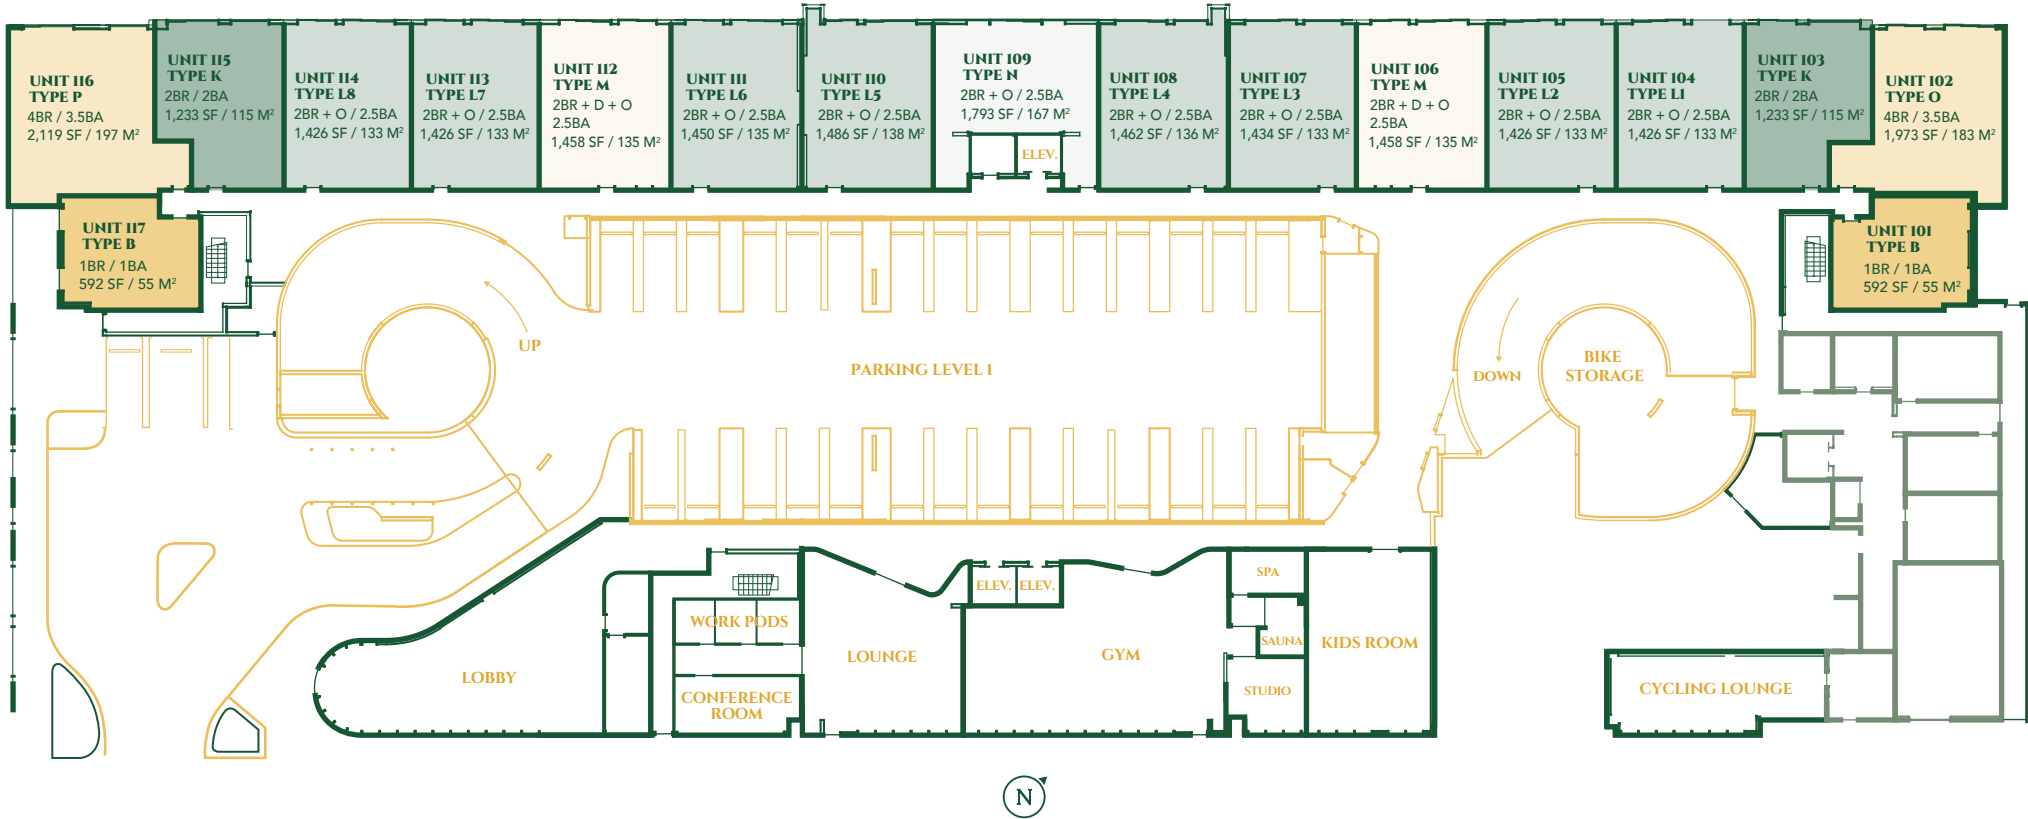 UNIT 116
TYPE P
4BR / 3.5BA
2,119 SF / 197 M²
UNIT 115
TYPE K
2BR / 2BA
1,233 SF / 115 M²
UNIT 114
TYPE L8
2BR + O / 2.5BA
1,426 SF / 133 M²
UNIT 113
TYPE L7
2BR + O / 2.5BA
1,426 SF / 133 M²
UNIT 112
TYPE M
2BR + D + O
2.5BA
1,458 SF / 135 M²
UNIT 111
TYPE L6
2BR + O / 2.5BA
1,450 SF / 135 M²
UNIT 110
TYPE L5
2BR + O / 2.5BA
1,486 SF / 138 M²
UNIT 109
TYPE N
2BR + O / 2.5BA
1,793 SF / 167 M²
ELEV.
UNIT 108
TYPE L4
2BR + O / 2.5BA
1,462 SF / 136 M²
UNIT 107
TYPE L3
2BR + O / 2.5BA
1,434 SF / 133 M²
UNIT 106
TYPE M
2BR + D + O
2.5BA
1,458 SF / 135 M²
UNIT 105
TYPE L2
2BR + O / 2.5BA
1,426 SF / 133 M²
UNIT 104
TYPE L1
2BR + O / 2.5BA
1,426 SF / 133 M²
UNIT 103
TYPE K
2BR / 2BA
1,233 SF / 115 M²
UNIT 102
TYPE O
4BR / 3.5BA
1,973 SF / 183 M²
UNIT 117
TYPE B
1BR / 1BA
592 SF / 55 M²
UNIT 101
TYPE B
1BR / 1BA
592 SF / 55 M²
UP
PARKING LEVEL 1
DOWN
BIKE
STORAGE
LOBBY
WORK PODS
CONFERENCE
ROOM
LOUNGE
ELEV.
ELEV.
GYM
SPA
SAUNA
STUDIO
KIDS ROOM
CYCLING LOUNGE
N